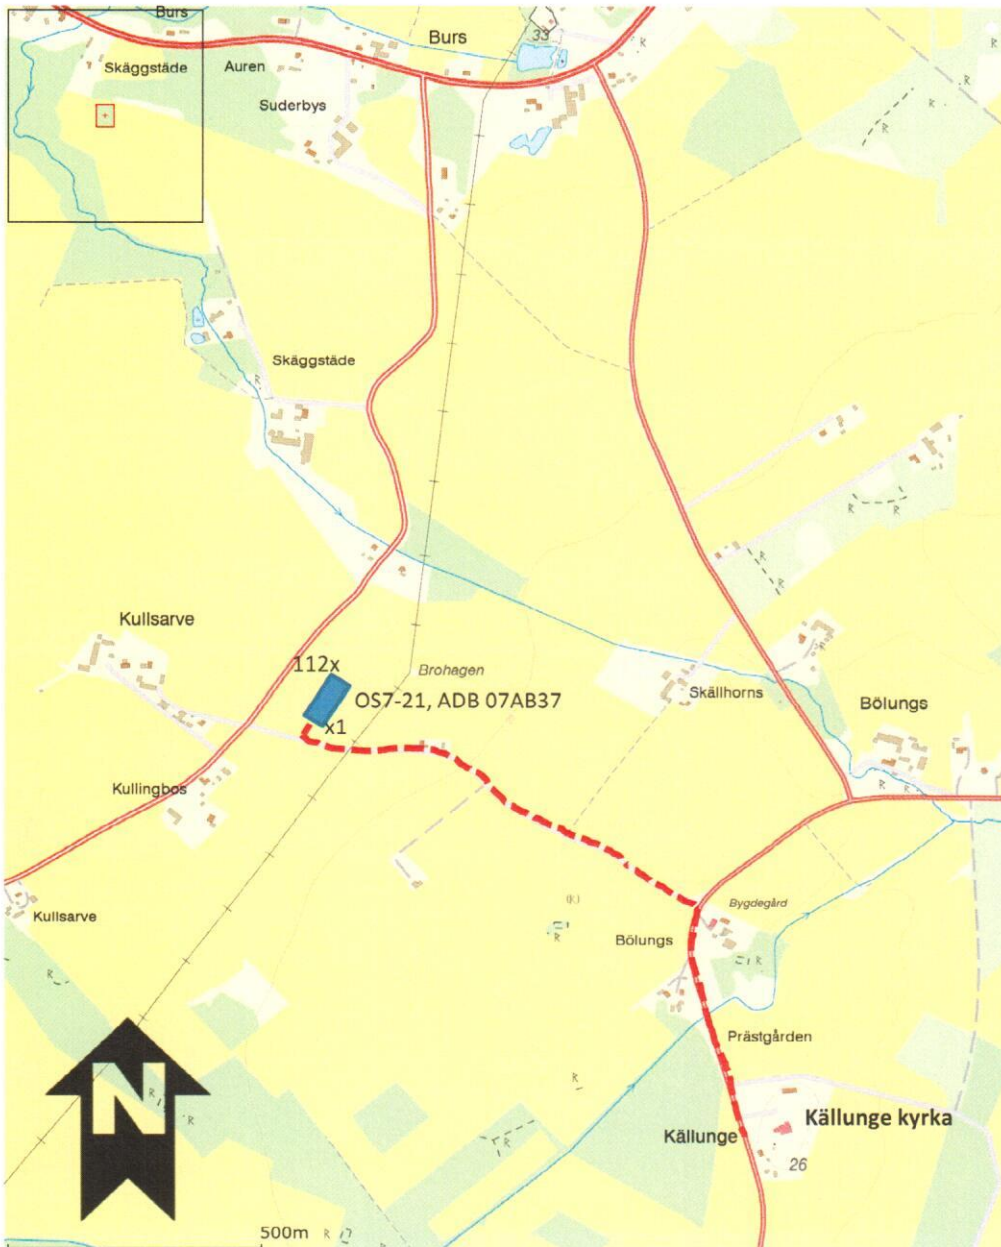 Burs
Burs
33
R
Skäggstäde
Auren
R
Suderbys
R
R
Skäggstäde
R
R
R
R
R
R
Kullsarve
112x
Brohagen
OS7-21, ADB 07AB37
x1
Skällhorns
Bölungs
Kullingbos
R
R
(K)
Bygdegård
Kullsarve
R
Bölungs
R
R
Prästgården
R
R
R
N
R
Källunge kyrka
Källunge
26
500m
R